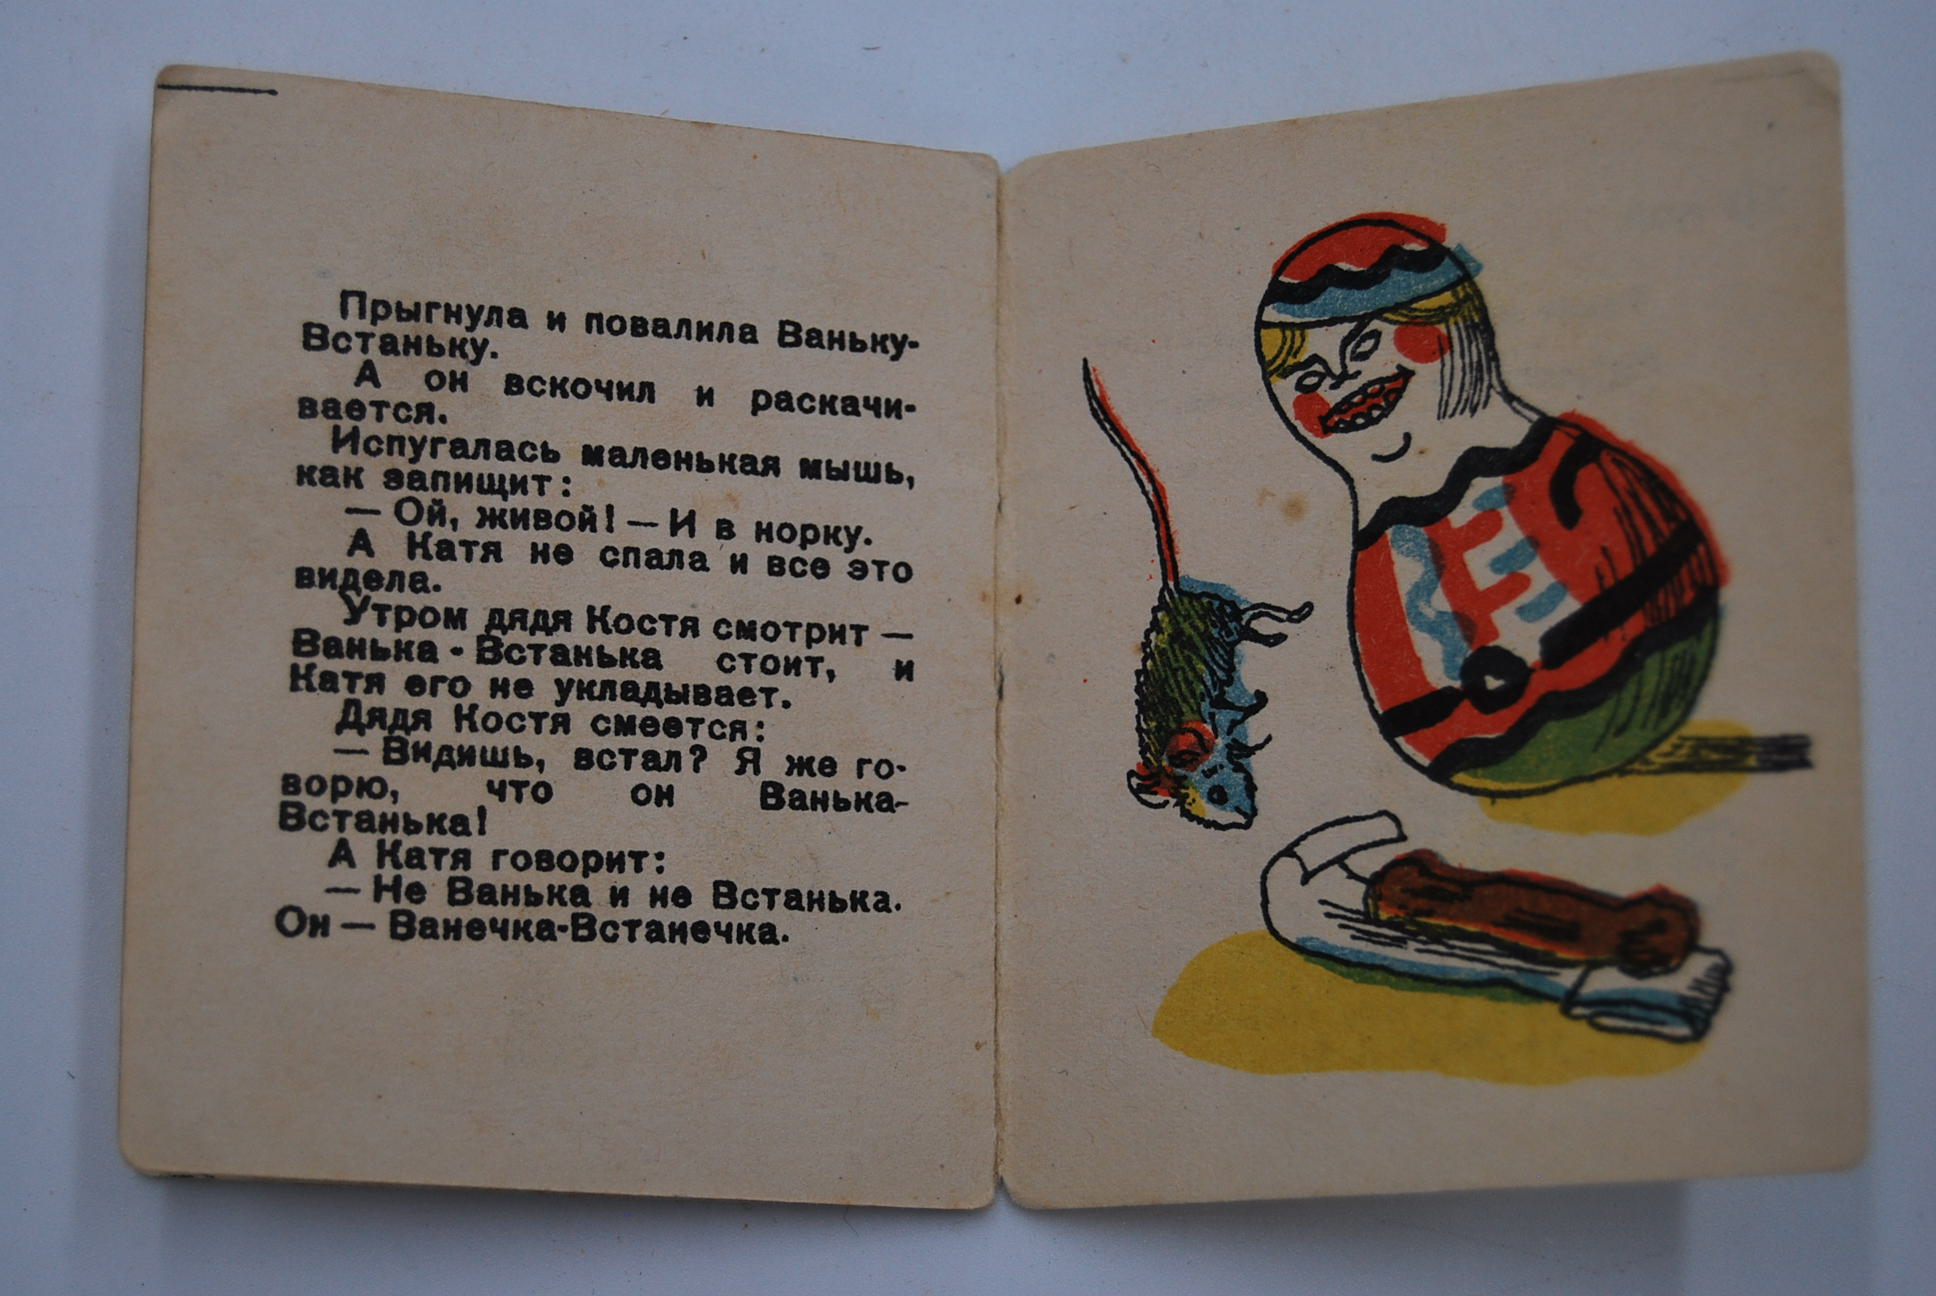 Прыгнула и повалила Ваньку-
Встаньку.
А он вскочил и раскачи-
вается.
Испугалась маленькая мышь,
как запищит:
— Ой, живой! — И в норку.
А Катя не спала и все это
видела.
Утром дядя Костя смотрит —
Ванька-Встанька стоит, и
Катя его не укладывает.
Дядя Костя смеется:
— Видишь, встал? Я же го-
ворю, что он Ванька-
Встанька!
А Катя говорит:
— Не Ванька и не Встанька.
Он — Ванечка-Встанечка.